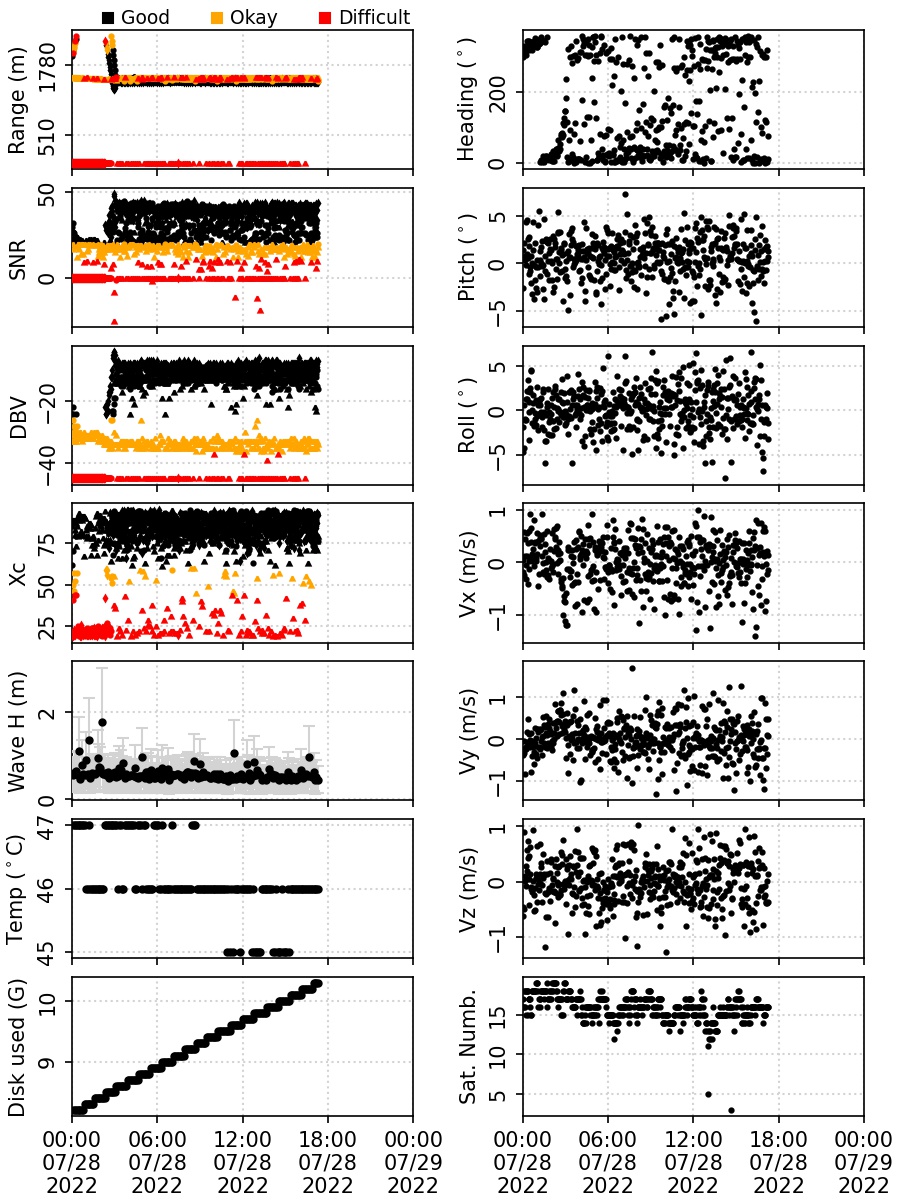 Good Okay Difficult
Range (m)
1780
510
Heading (°)
200
0
SNR
50
0
Pitch (°)
5
0
−5
DBV
−20
−40
Roll (°)
5
0
−5
Xc
75
50
25
Vx (m/s)
1
0
−1
Wave H (m)
2
0
Vy (m/s)
1
0
−1
Temp (°C)
47
46
45
Vz (m/s)
1
0
−1
Disk used (G)
10
9
Sat. Numb.
15
10
5
00:00 06:00 12:00 18:00 00:00
07/28 07/28 07/28 07/28 07/29
2022 2022 2022 2022 2022
00:00 06:00 12:00 18:00 00:00
07/28 07/28 07/28 07/28 07/29
2022 2022 2022 2022 2022